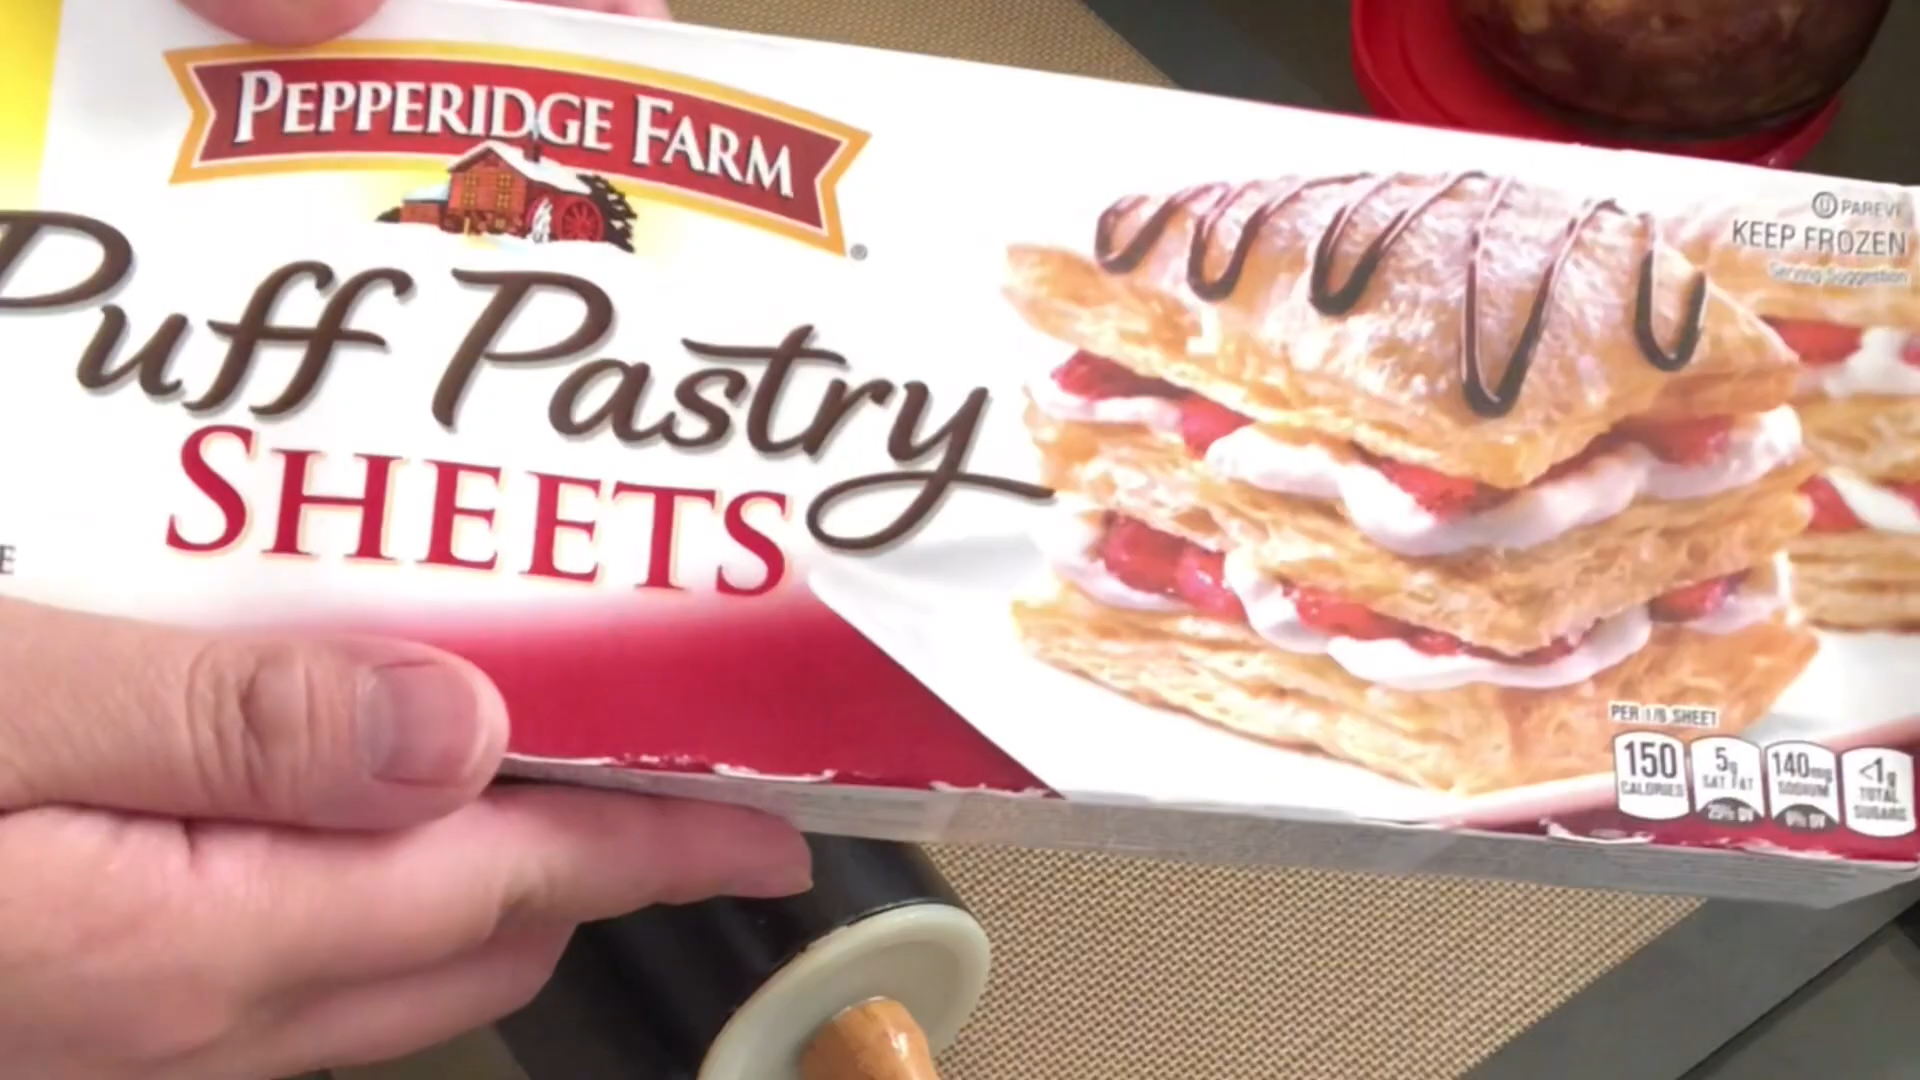 PEPPERIDGE FARM
®
Puff Pastry
SHEETS
E
U PAREVE
KEEP FROZEN
Serving Suggestion
PER 1/6 SHEET
150 CALORIES
5g SAT FAT 25% DV
140mg SODIUM 6% DV
<1g TOTAL SUGARS